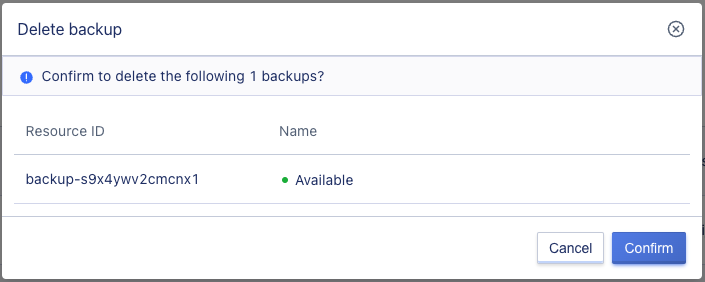 Delete backup
Confirm to delete the following 1 backups?
Resource ID Name
backup-s9x4ywv2cmcnx1 Available
Cancel Confirm